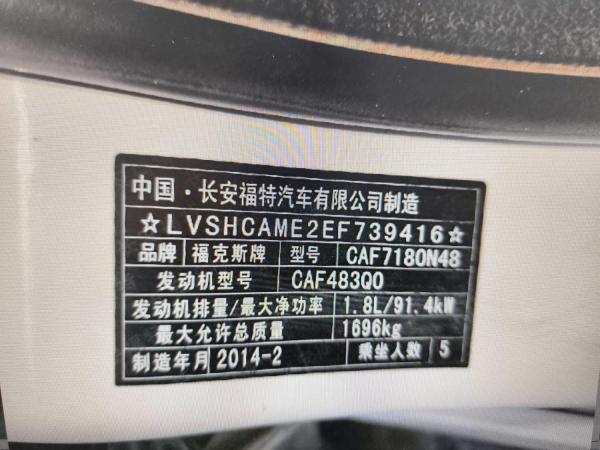 中国·长安福特汽车有限公司制造
☆LVSHCAME2EF739416☆
品牌 福克斯牌 型号 CAF7180N48
发动机型号 CAF483Q0
发动机排量/最大净功率 1.8L/91.4kW
最大允许总质量 1696kg
制造年月 2014-2 乘坐人数 5